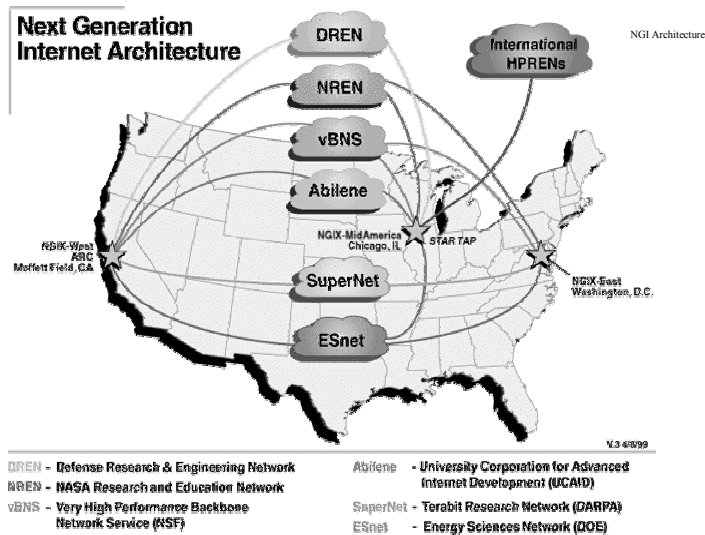 Next Generation
Internet Architecture
NGI Architecture
DREN
International
HPRENs
NREN
vBNS
Abilene
NGIX-MidAmerica
Chicago, IL
STAR TAP
NGIX-West
ARC
Moffett Field, CA
SuperNet
NGIX-East
Washington, D.C.
ESnet
V.3 4/8/99
DREN - Defense Research & Engineering Network
NREN - NASA Research and Education Network
vBNS - Very High Performance Backbone
Network Service (NSF)
Abilene - University Corporation for Advanced
Internet Development (UCAID)
SuperNet - Terabit Research Network (DARPA)
ESnet - Energy Sciences Network (DOE)